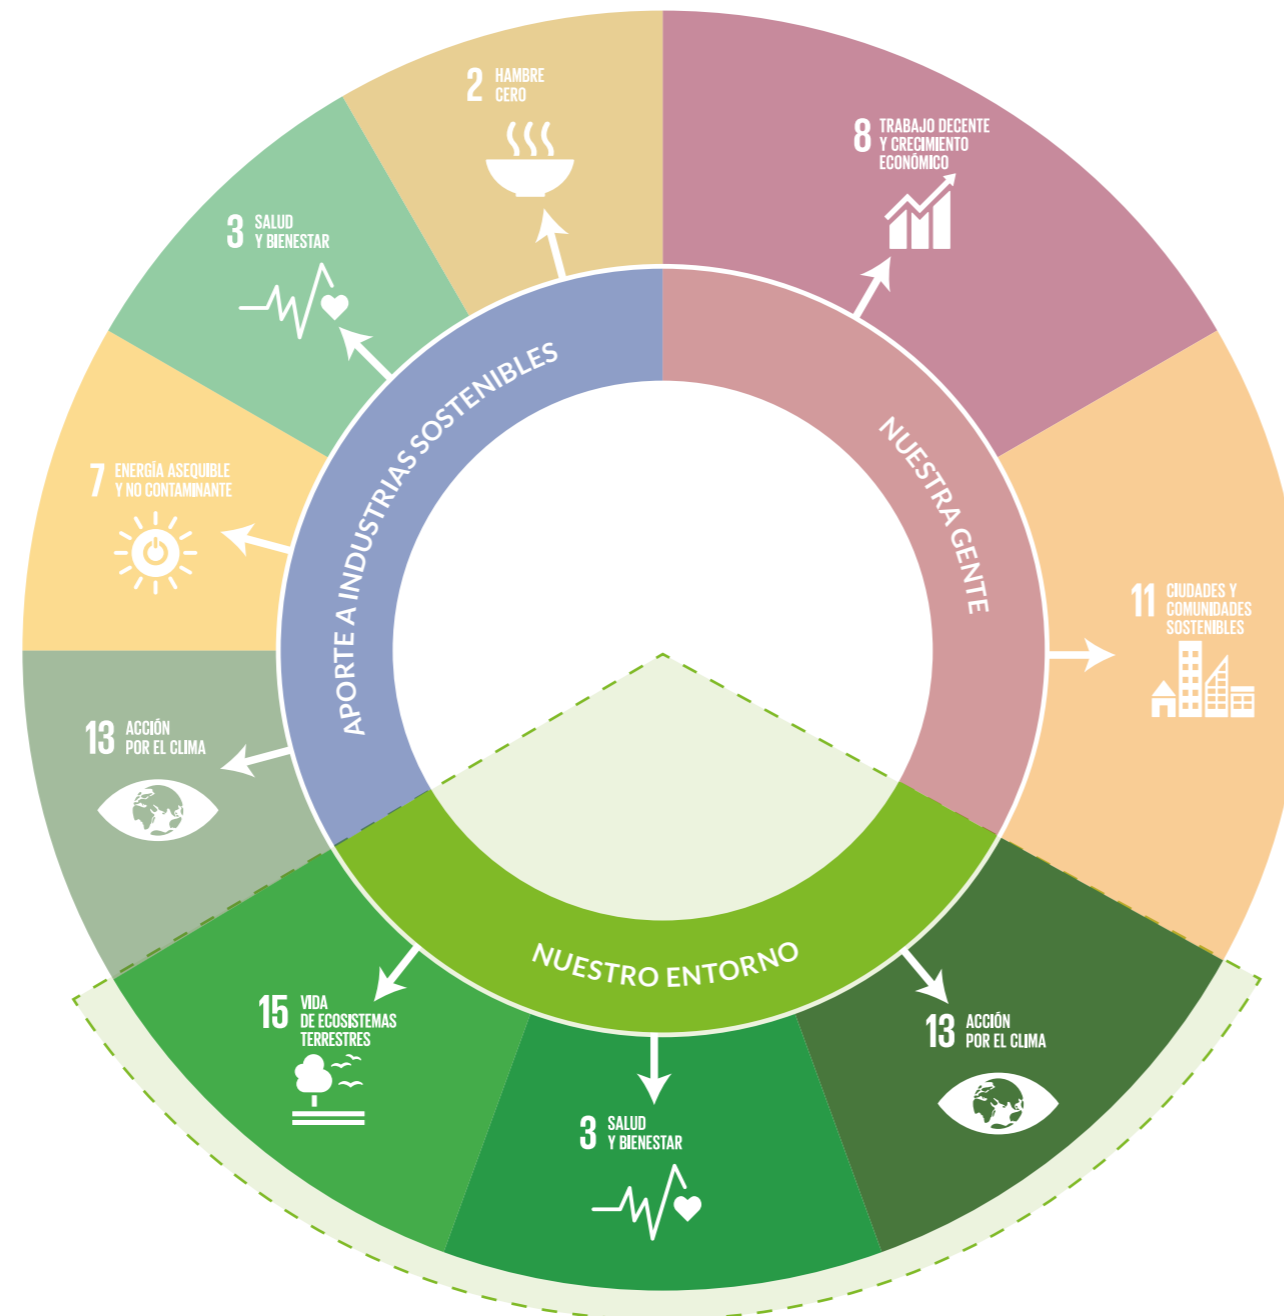 2 HAMBRE
CERO
8 TRABAJO DECENTE
Y CRECIMIENTO
ECONÓMICO
3 SALUD
Y BIENESTAR
7 ENERGÍA ASEQUIBLE
Y NO CONTAMINANTE
APORTE A INDUSTRIAS SOSTENIBLES
NUESTRA GENTE
11 CIUDADES Y
COMUNIDADES
SOSTENIBLES
13 ACCIÓN
POR EL CLIMA
NUESTRO ENTORNO
15 VIDA
DE ECOSISTEMAS
TERRESTRES
13 ACCIÓN
POR EL CLIMA
3 SALUD
Y BIENESTAR